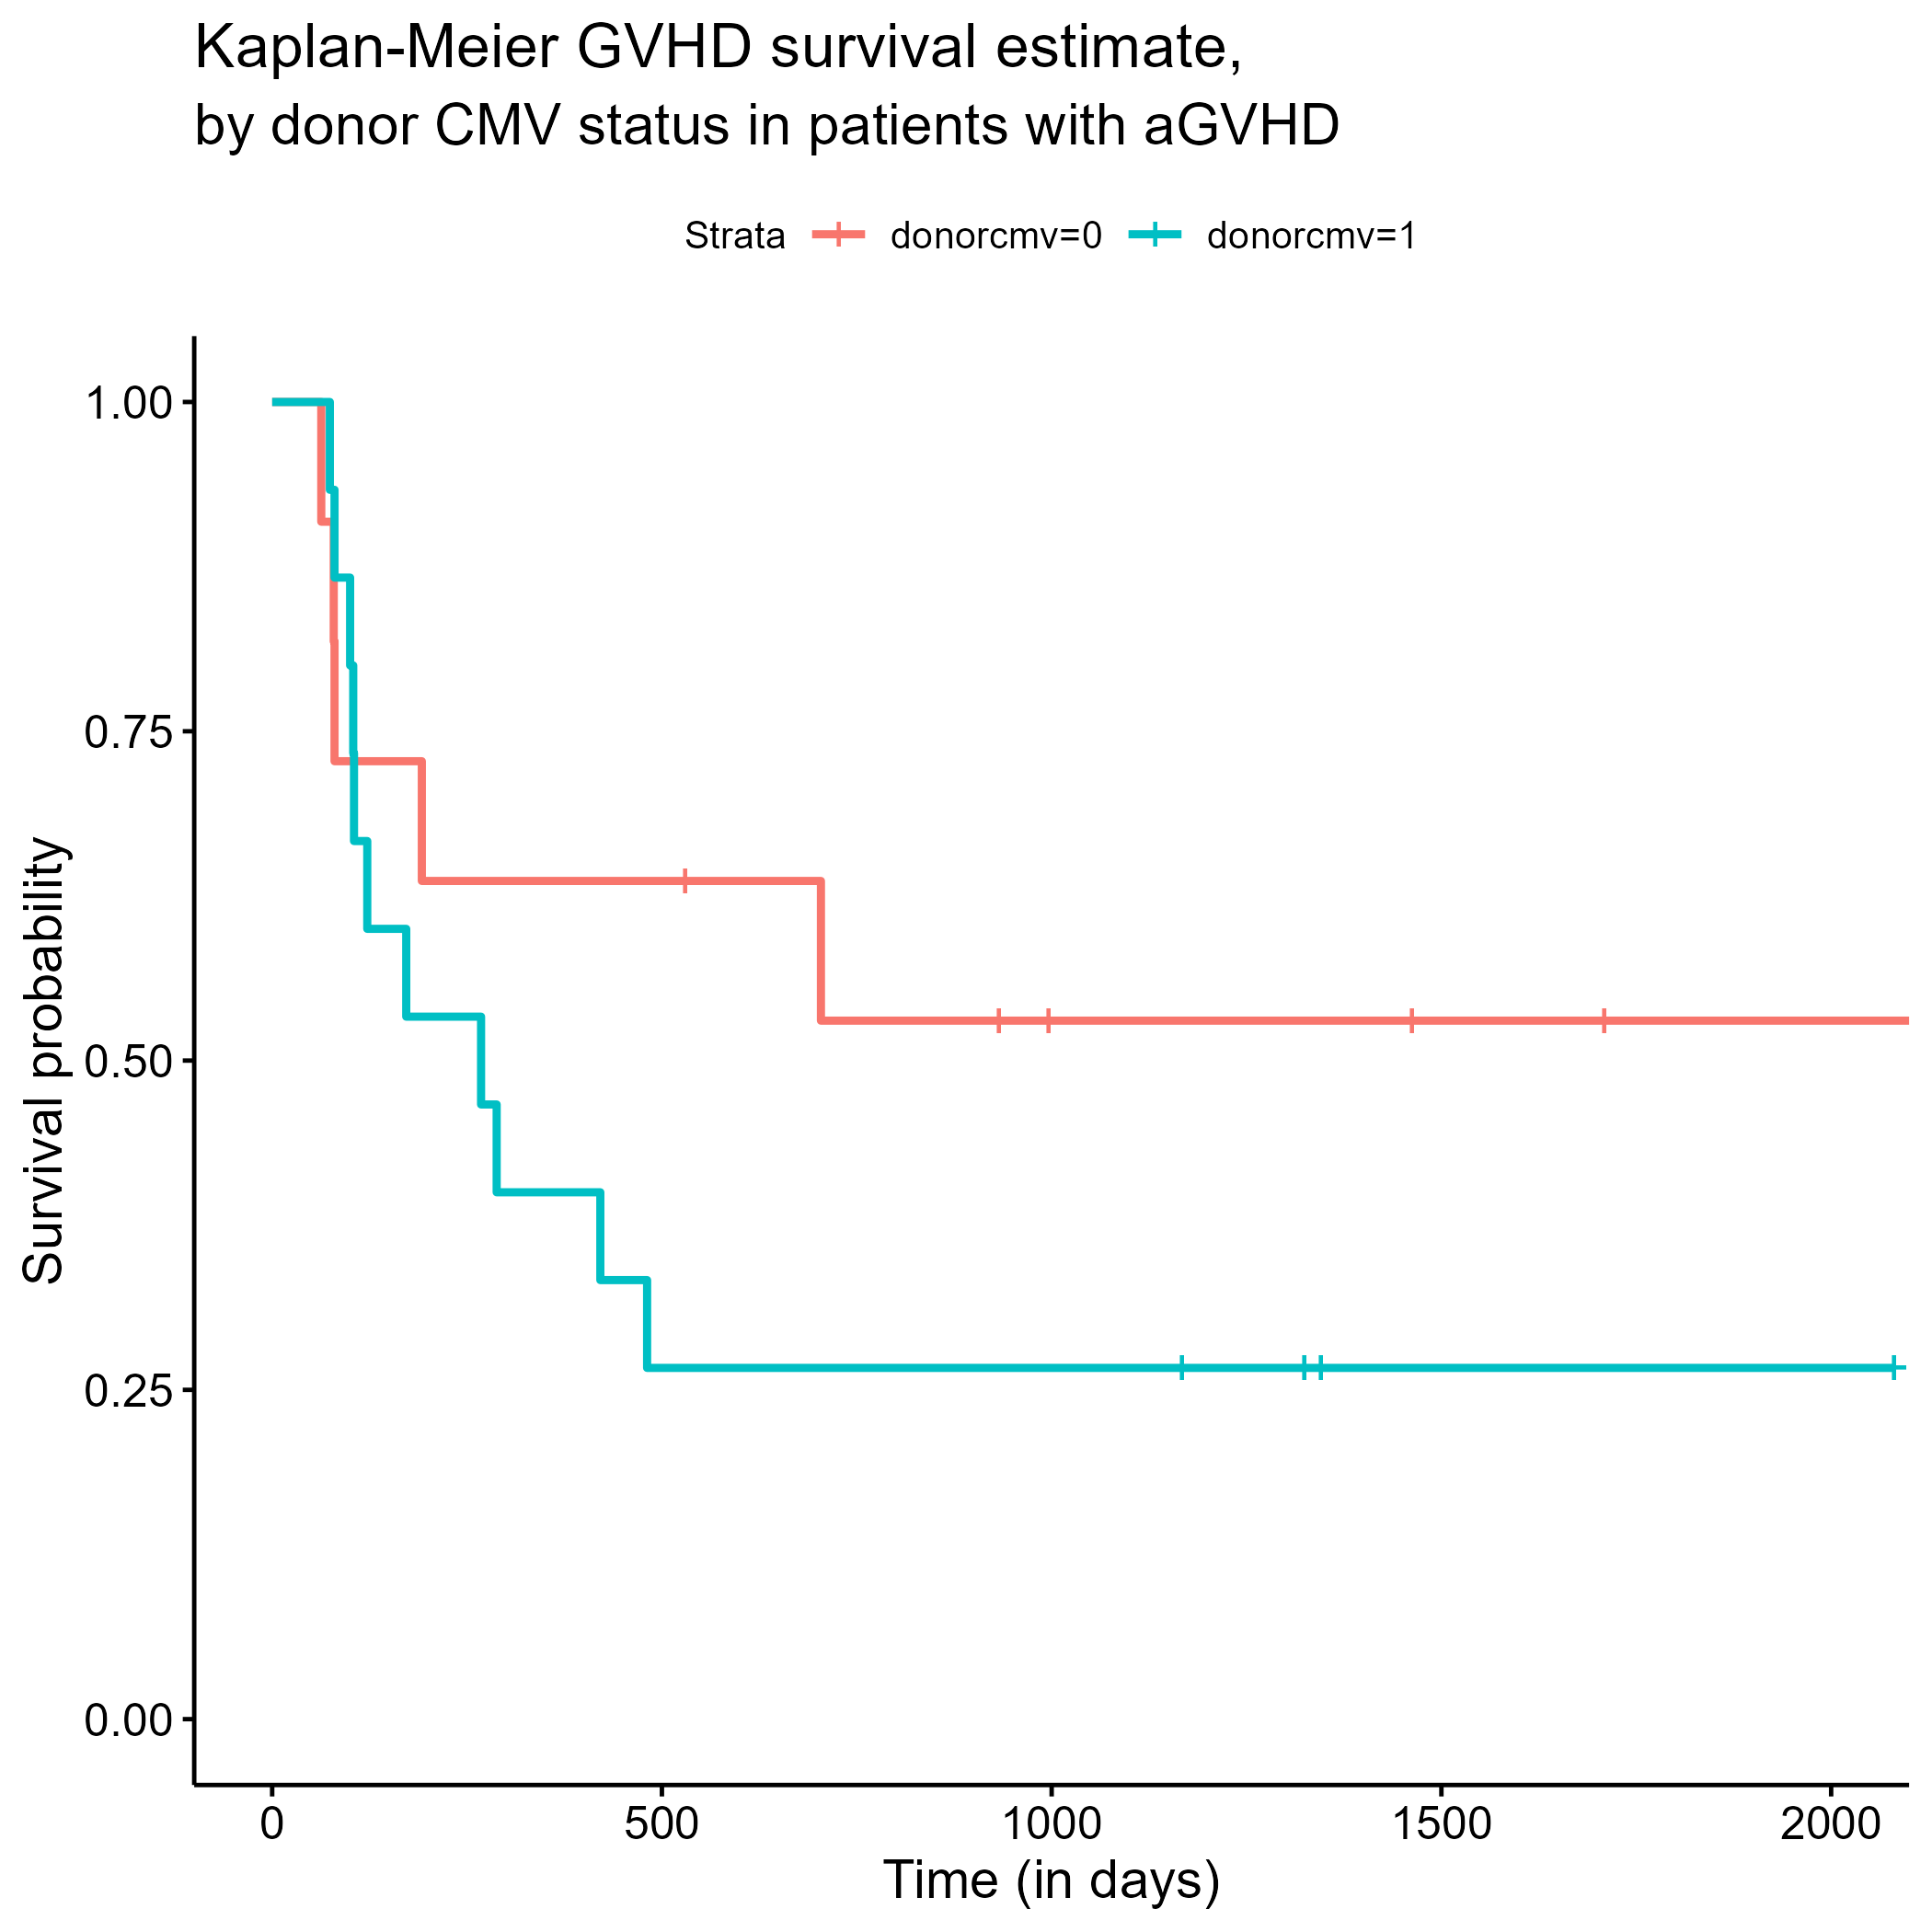 Kaplan-Meier GVHD survival estimate,
by donor CMV status in patients with aGVHD
Strata donorcmv=0 donorcmv=1
Survival probability
1.00
0.75
0.50
0.25
0.00
0 500 1000 1500 2000
Time (in days)